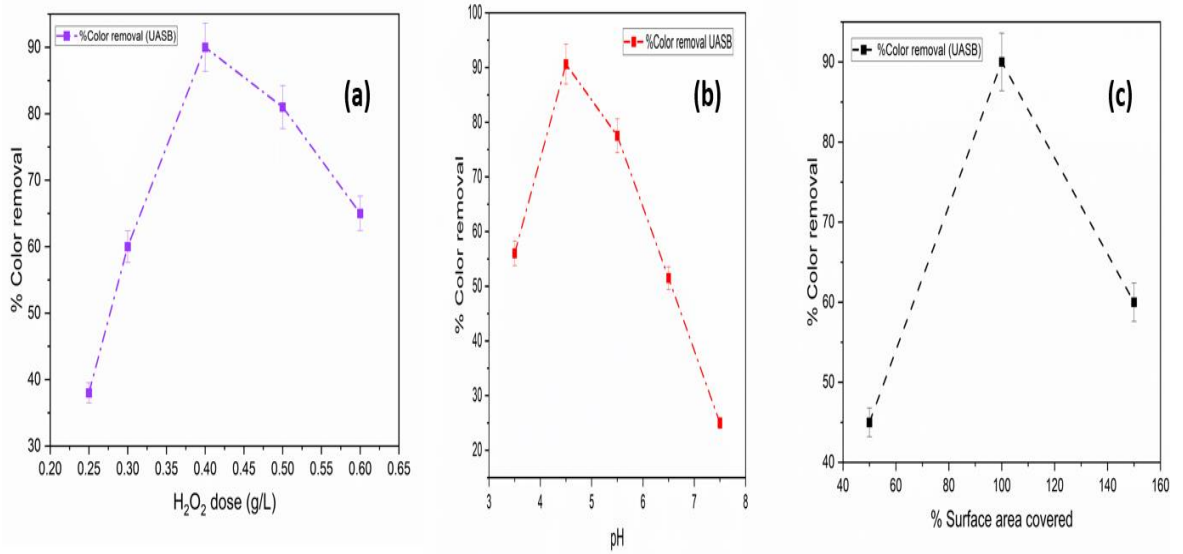 %Color removal (UASB)
(a)
% Color removal
90
80
70
60
50
40
30
0.20 0.25 0.30 0.35 0.40 0.45 0.50 0.55 0.60 0.65
H₂O₂ dose (g/L)
%Color removal UASB
(b)
% Color removal
100
90
80
70
60
50
40
30
20
3 4 5 6 7 8
pH
%Color removal (UASB)
(c)
% Color removal
90
80
70
60
50
40
40 60 80 100 120 140 160
% Surface area covered